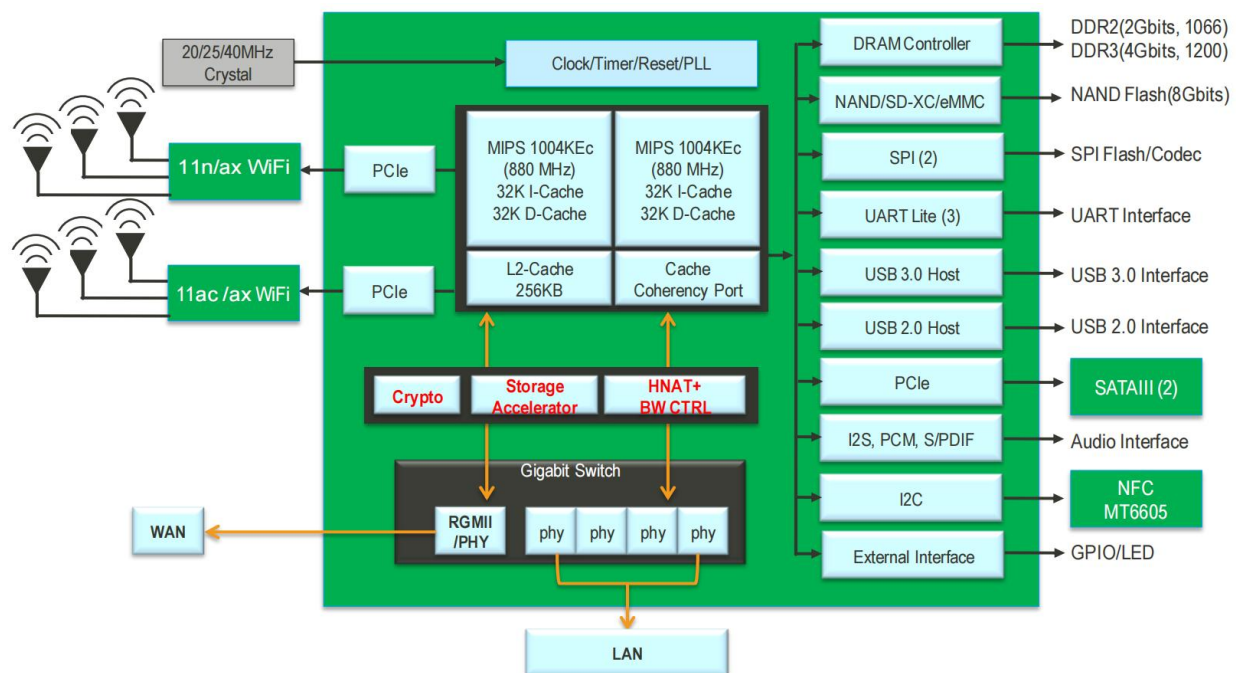 20/25/40MHz
Crystal
Clock/Timer/Reset/PLL
11n/ax WiFi
PCIe
11ac /ax WiFi
PCIe
MIPS 1004KEc
(880 MHz)
32K I-Cache
32K D-Cache
MIPS 1004KEc
(880 MHz)
32K I-Cache
32K D-Cache
L2-Cache
256KB
Cache
Coherency Port
Crypto
Storage
Accelerator
HNAT+
BW CTRL
Gigabit Switch
RGMII
/PHY
phy
phy
phy
phy
WAN
LAN
DRAM Controller
DDR2(2Gbits, 1066)
DDR3(4Gbits, 1200)
NAND/SD-XC/eMMC
NAND Flash(8Gbits)
SPI (2)
SPI Flash/Codec
UART Lite (3)
UART Interface
USB 3.0 Host
USB 3.0 Interface
USB 2.0 Host
USB 2.0 Interface
PCIe
SATAIII (2)
I2S, PCM, S/PDIF
Audio Interface
I2C
NFC
MT6605
External Interface
GPIO/LED